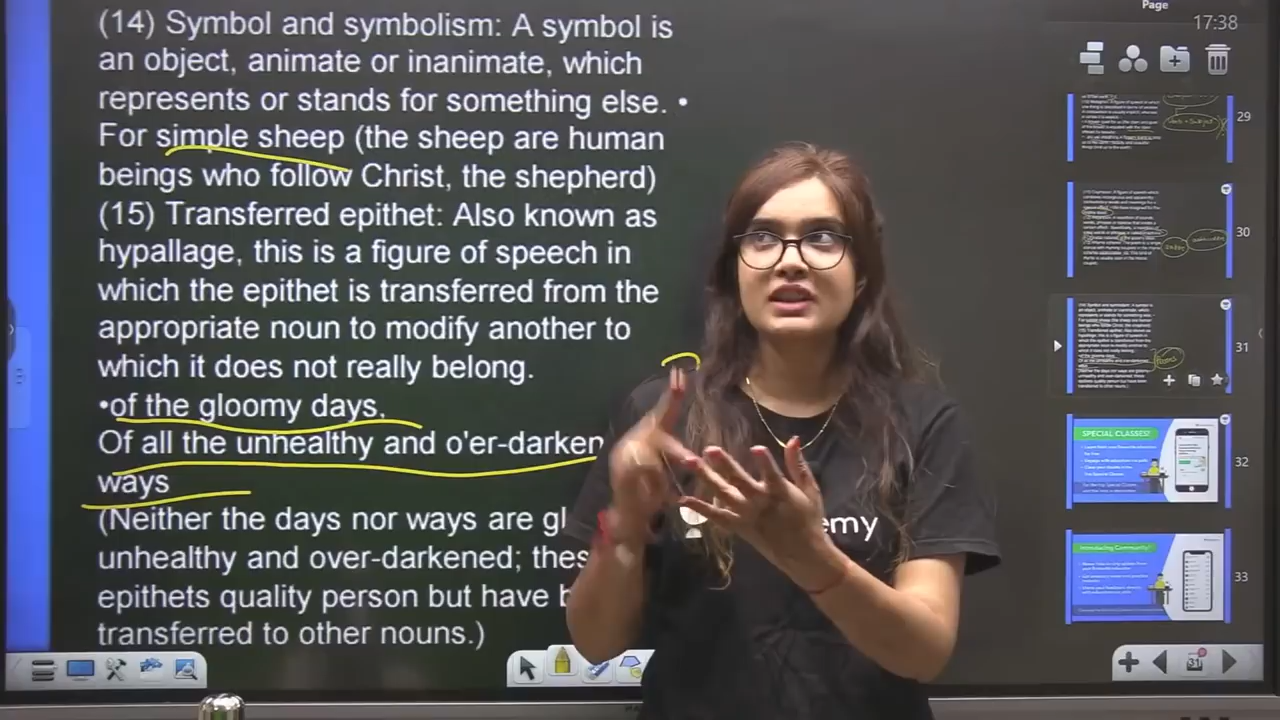 (14) Symbol and symbolism: A symbol is
an object, animate or inanimate, which
represents or stands for something else. •
For simple sheep (the sheep are human
beings who follow Christ, the shepherd)
(15) Transferred epithet: Also known as
hypallage, this is a figure of speech in
which the epithet is transferred from the
appropriate noun to modify another to
which it does not really belong.
•of the gloomy days,
Of all the unhealthy and o'er-darken
ways
(Neither the days nor ways are gl
unhealthy and over-darkened; thes
epithets quality person but have b
transferred to other nouns.)
emy
Page
17:38
29
30
31
SPECIAL CLASSES!
32
Introducing Community!
33
31